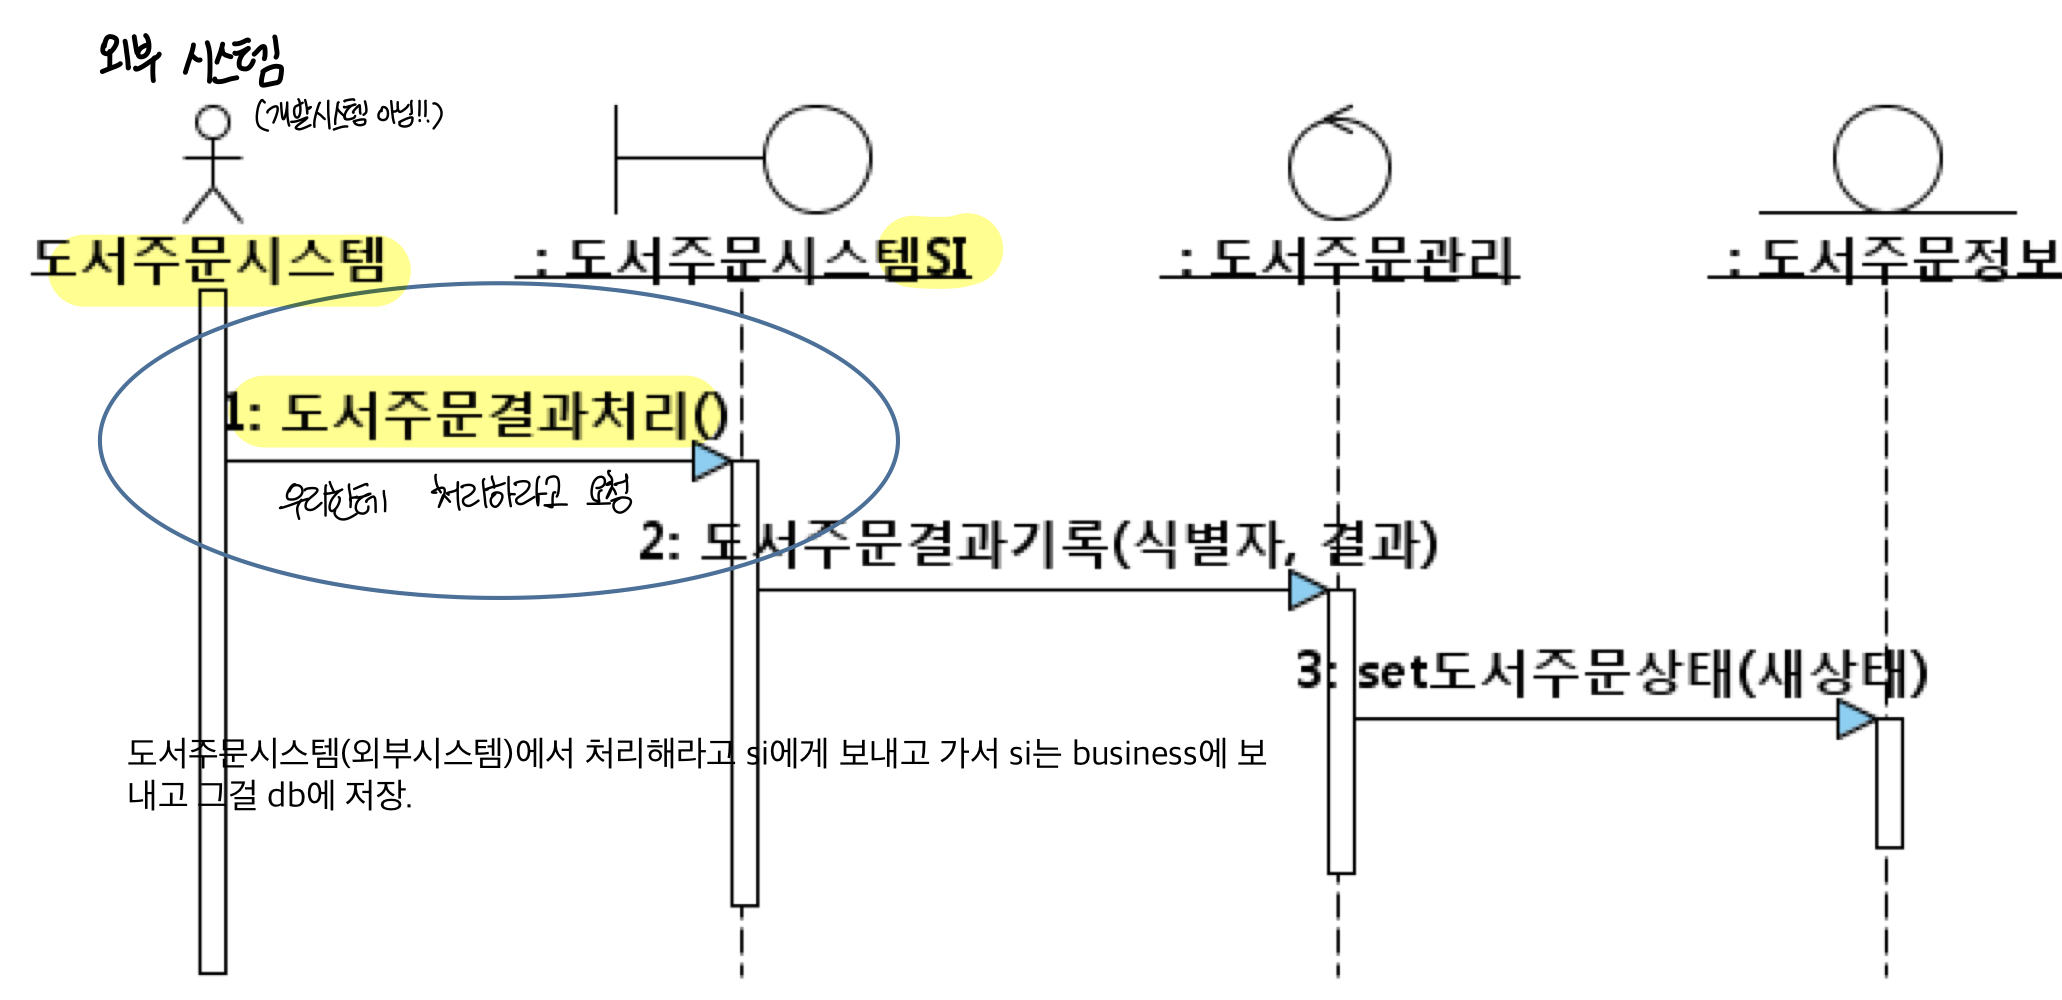 외부 시스템
(개발시스템 아님!!)
도서주문시스템
: 도서주문시스템SI
: 도서주문관리
: 도서주문정보
1: 도서주문결과처리()
우리한테 처리하라고 요청
2: 도서주문결과기록(식별자, 결과)
3: set도서주문상태(새상태)
도서주문시스템(외부시스템)에서 처리해라고 si에게 보내고 가서 si는 business에 보
내고 그걸 db에 저장.